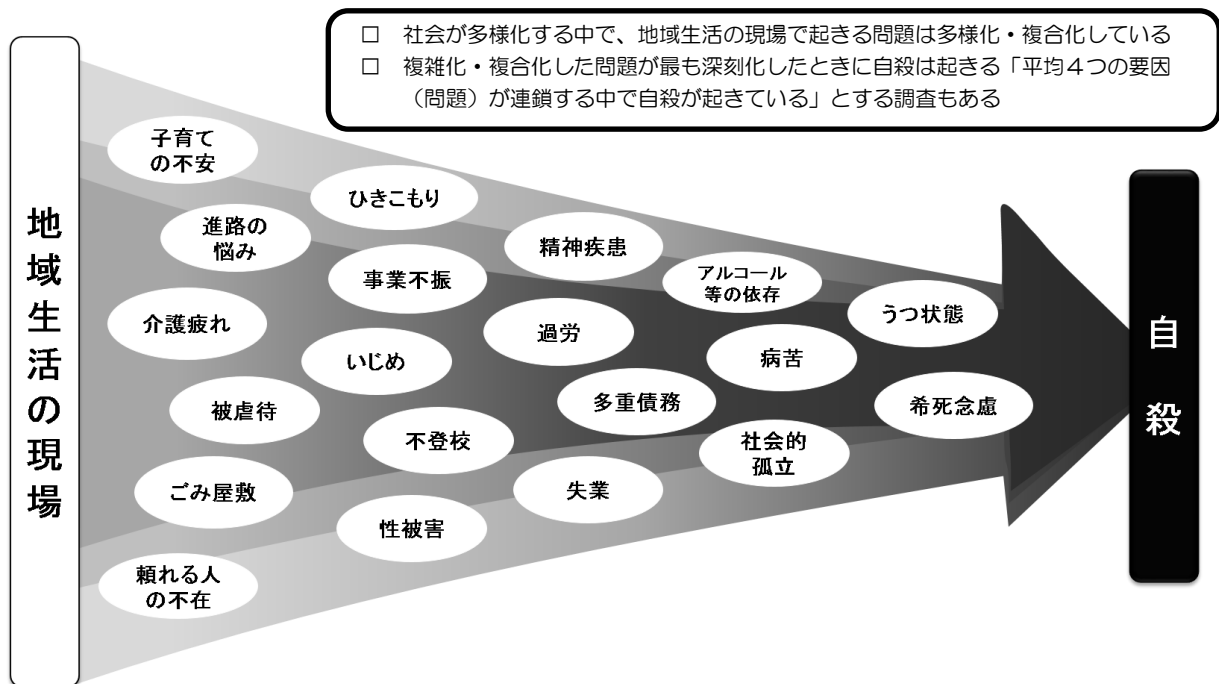 □ 社会が多様化する中で、地域生活の現場で起きる問題は多様化・複合化している
□ 複雑化・複合化した問題が最も深刻化したときに自殺は起きる「平均４つの要因
（問題）が連鎖する中で自殺が起きている」とする調査もある
地域生活の現場
子育て
の不安
ひきこもり
進路の
悩み
精神疾患
事業不振
アルコール
等の依存
介護疲れ
うつ状態
過労
いじめ
病苦
被虐待
多重債務
希死念慮
不登校
社会的
孤立
ごみ屋敷
失業
性被害
頼れる人
の不在
自殺